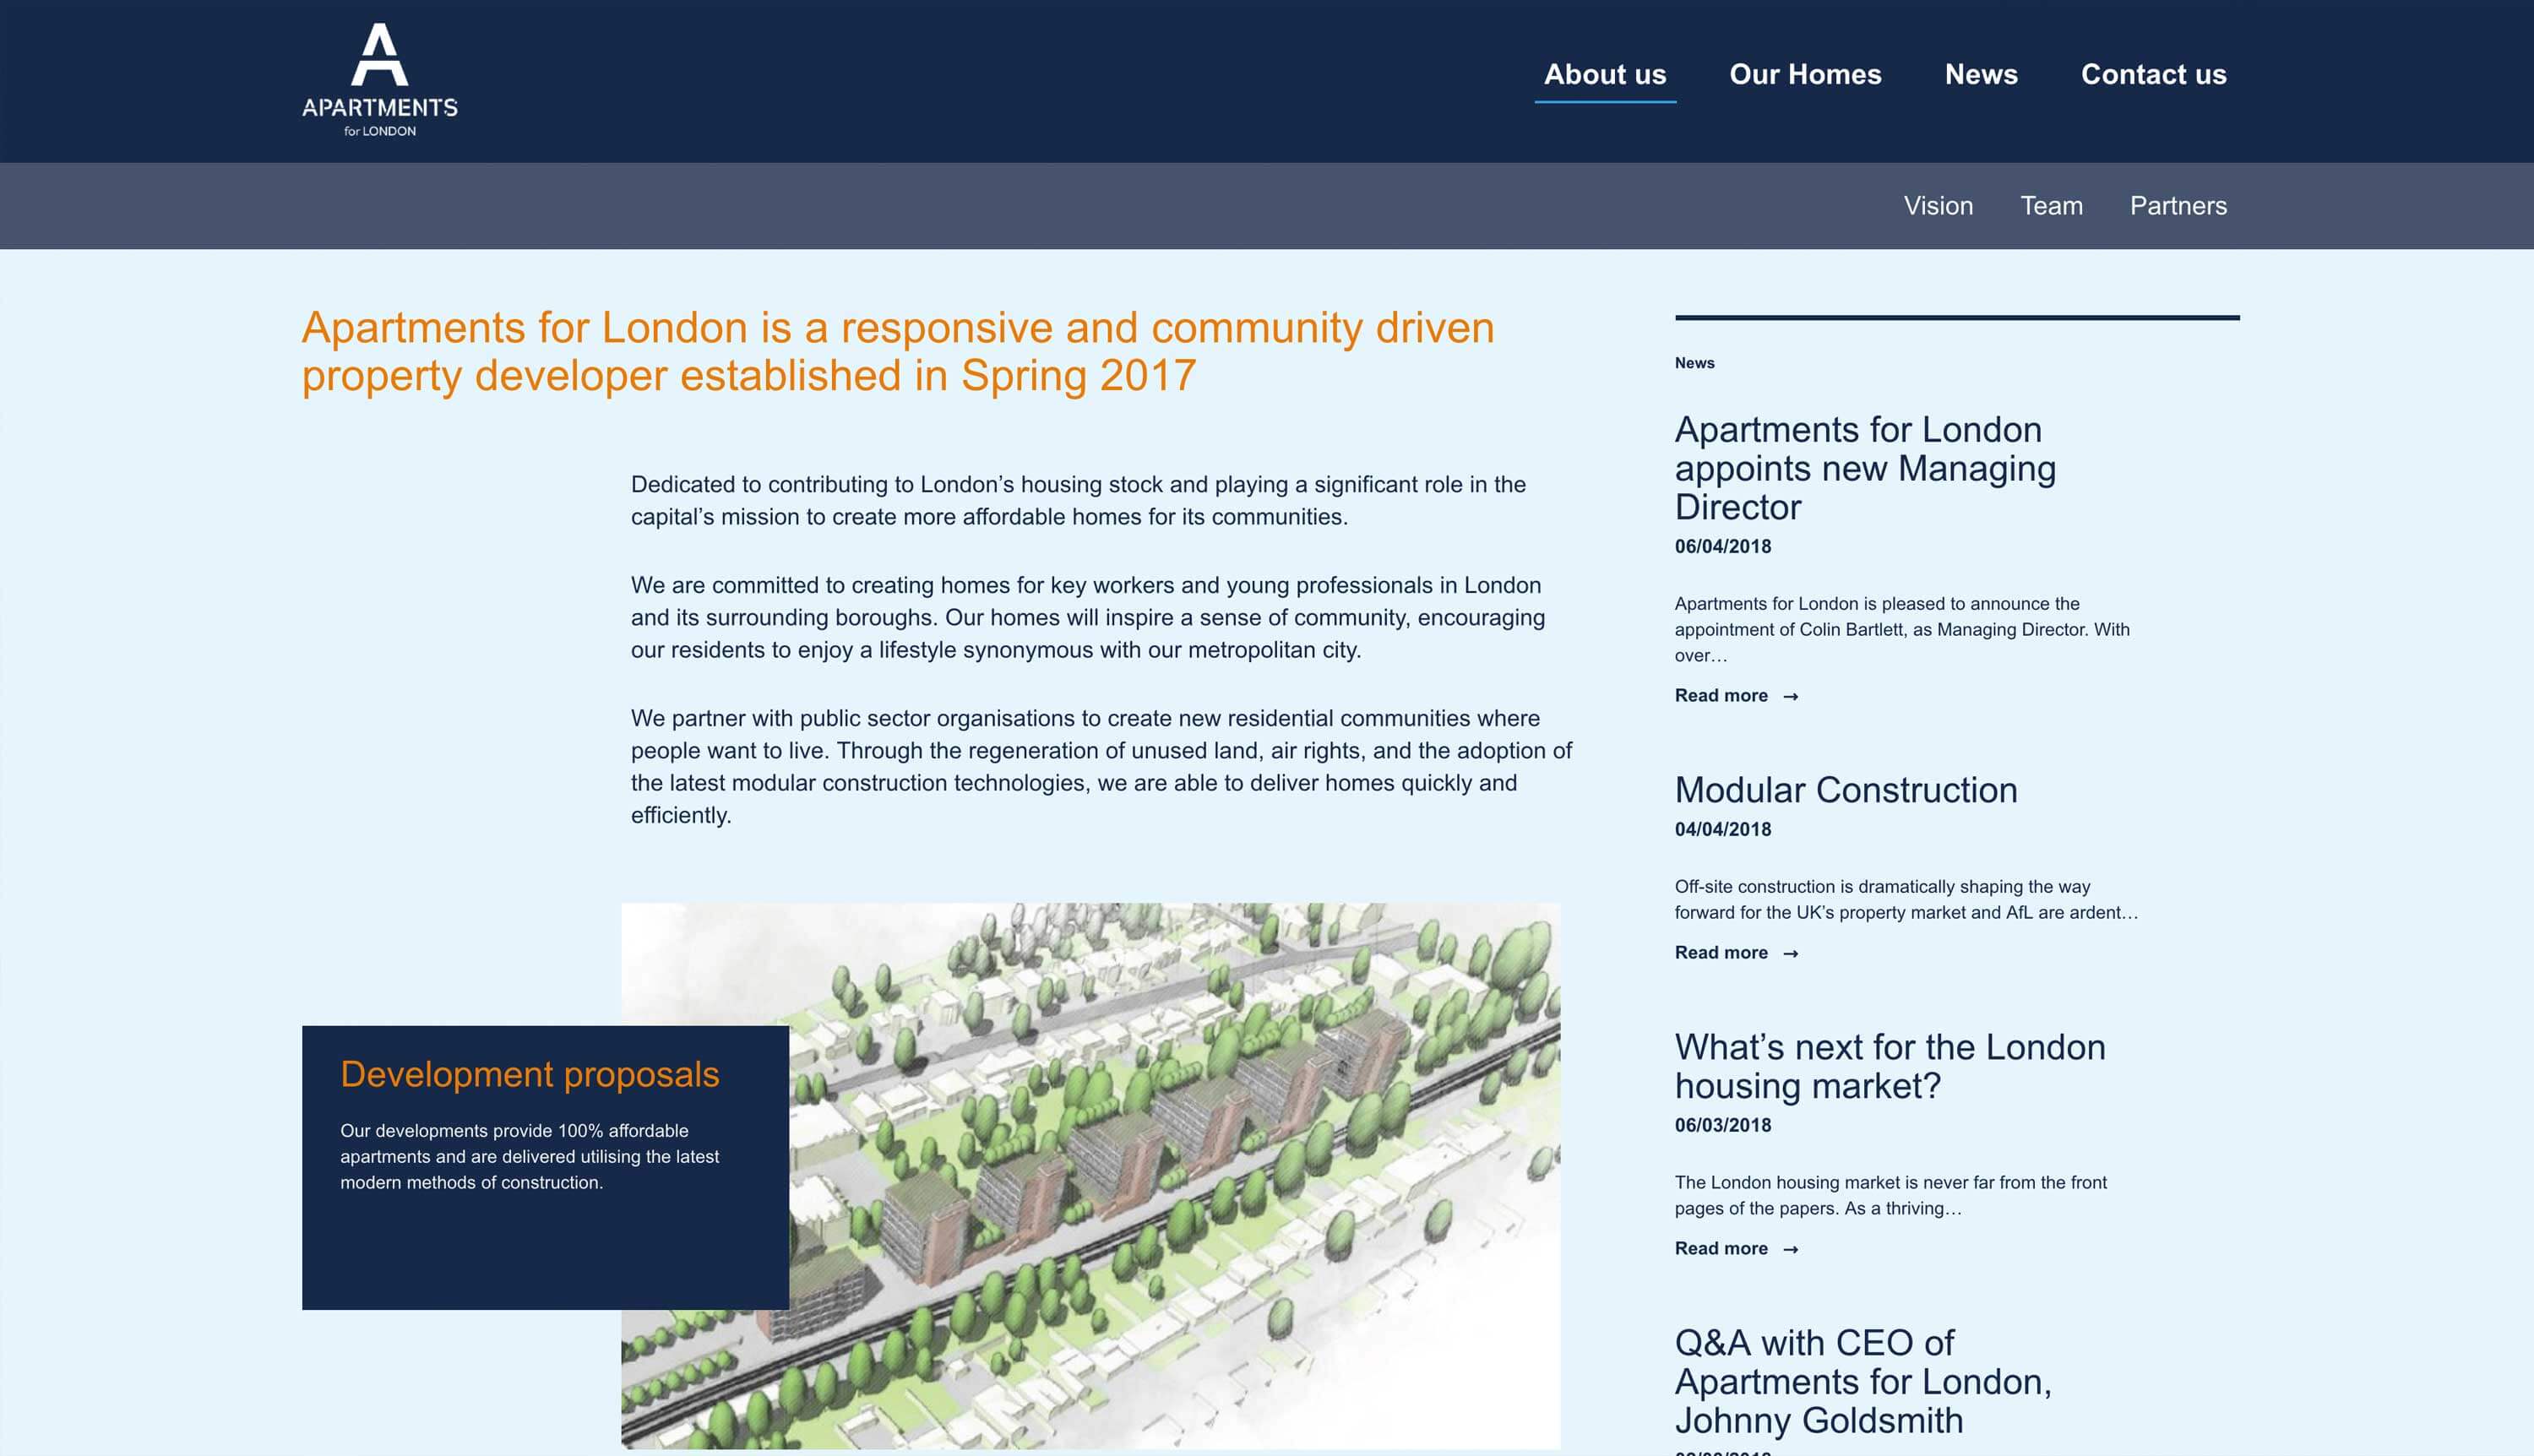 A
APARTMENTS
for LONDON
About us
Our Homes
News
Contact us
Vision
Team
Partners
Apartments for London is a responsive and community driven
property developer established in Spring 2017
Dedicated to contributing to London’s housing stock and playing a significant role in the
capital’s mission to create more affordable homes for its communities.
We are committed to creating homes for key workers and young professionals in London
and its surrounding boroughs. Our homes will inspire a sense of community, encouraging
our residents to enjoy a lifestyle synonymous with our metropolitan city.
We partner with public sector organisations to create new residential communities where
people want to live. Through the regeneration of unused land, air rights, and the adoption of
the latest modular construction technologies, we are able to deliver homes quickly and
efficiently.
Development proposals
Our developments provide 100% affordable
apartments and are delivered utilising the latest
modern methods of construction.
News
Apartments for London
appoints new Managing
Director
06/04/2018
Apartments for London is pleased to announce the
appointment of Colin Bartlett, as Managing Director. With
over…
Read more →
Modular Construction
04/04/2018
Off-site construction is dramatically shaping the way
forward for the UK’s property market and AfL are ardent…
Read more →
What’s next for the London
housing market?
06/03/2018
The London housing market is never far from the front
pages of the papers. As a thriving…
Read more →
Q&A with CEO of
Apartments for London,
Johnny Goldsmith